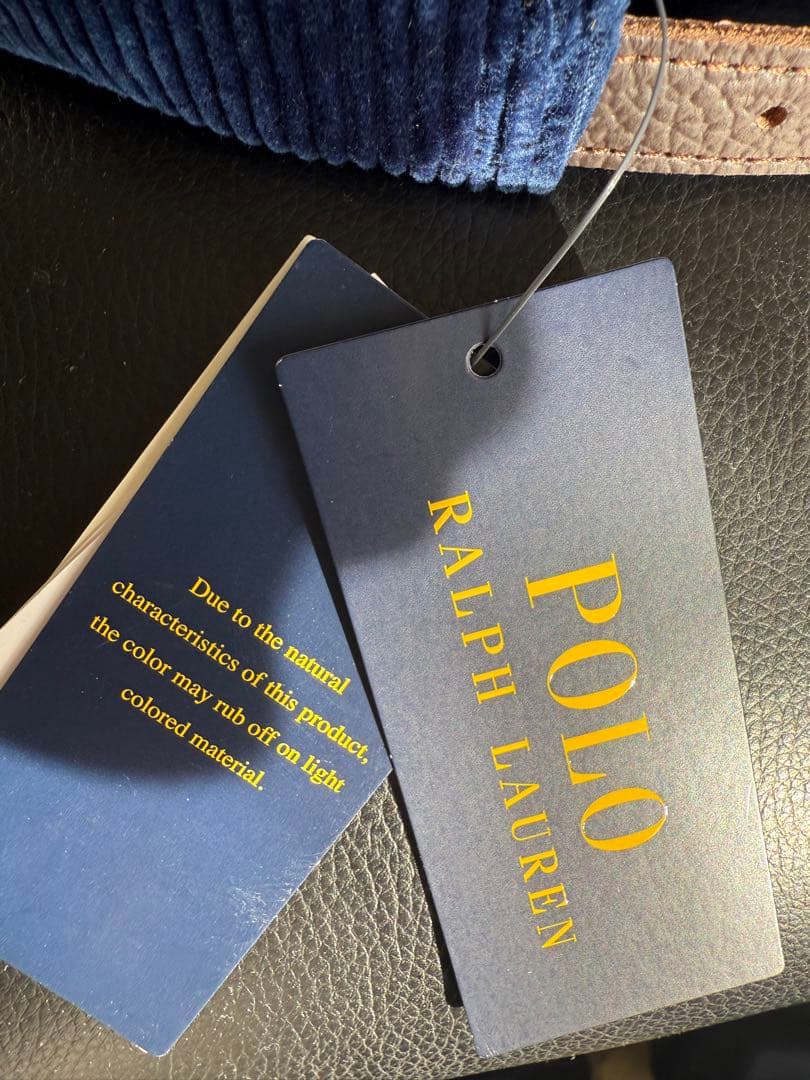 Due to the natural
characteristics of this product,
the color may rub off on light
colored material.
POLO
RALPH LAUREN